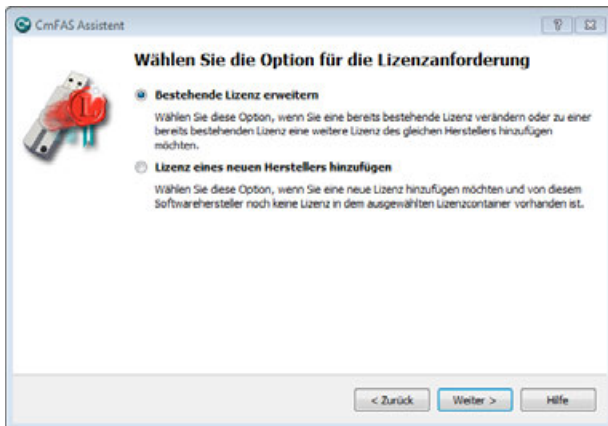 CmFAS Assistent
Wählen Sie die Option für die Lizenzanforderung
Bestehende Lizenz erweitern
Wählen Sie diese Option, wenn Sie eine bereits bestehende Lizenz verändern oder zu einer
bereits bestehenden Lizenz eine weitere Lizenz des gleichen Herstellers hinzufügen
möchten.
Lizenz eines neuen Herstellers hinzufügen
Wählen Sie diese Option, wenn Sie eine neue Lizenz hinzufügen möchten und von diesem
Softwarehersteller noch keine Lizenz in dem ausgewählten Lizenzcontainer vorhanden ist.
< Zurück Weiter > Hilfe